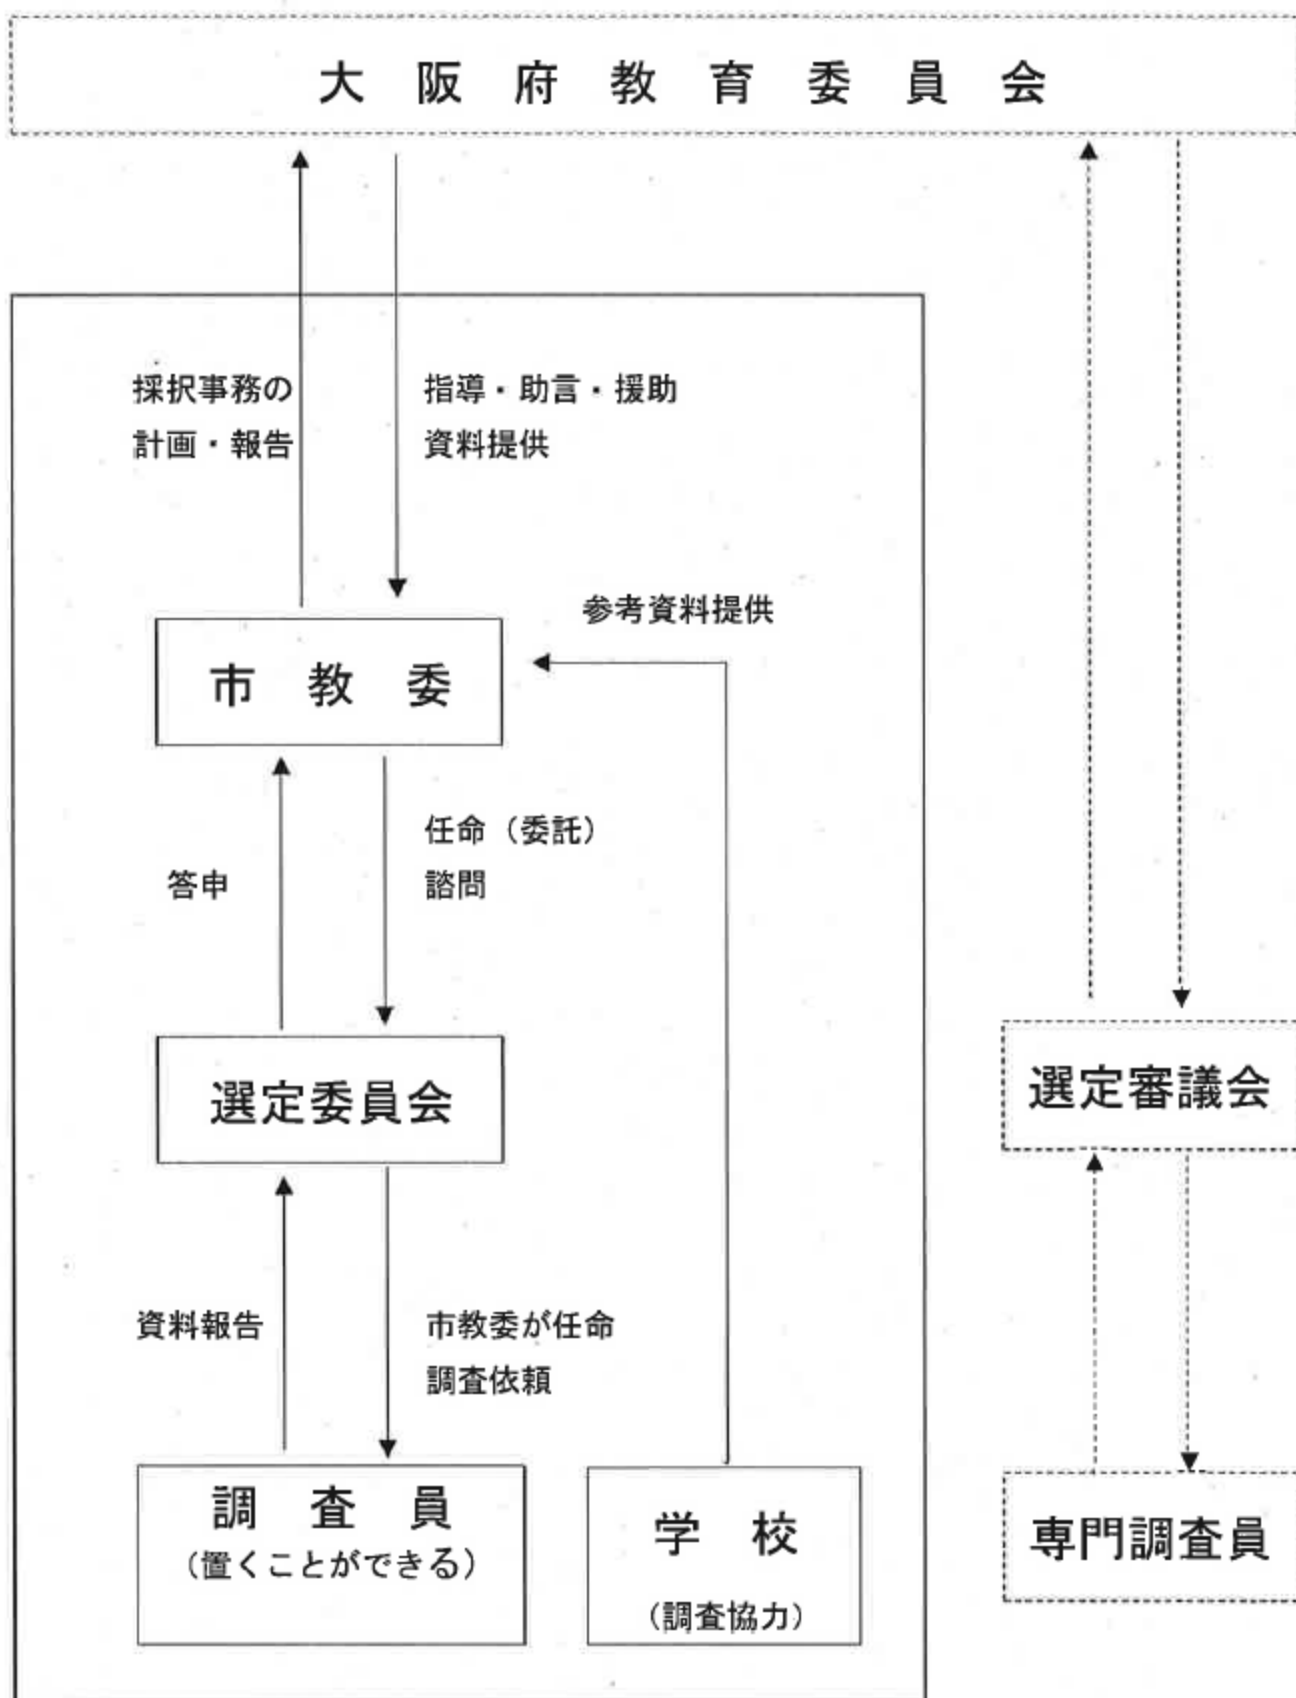 大阪府教育委員会
採択事務の
計画・報告
指導・助言・援助
資料提供
参考資料提供
市教委
答申
任命（委託）
諮問
選定委員会
選定審議会
資料報告
市教委が任命
調査依頼
調査員
（置くことができる）
学校
（調査協力）
専門調査員